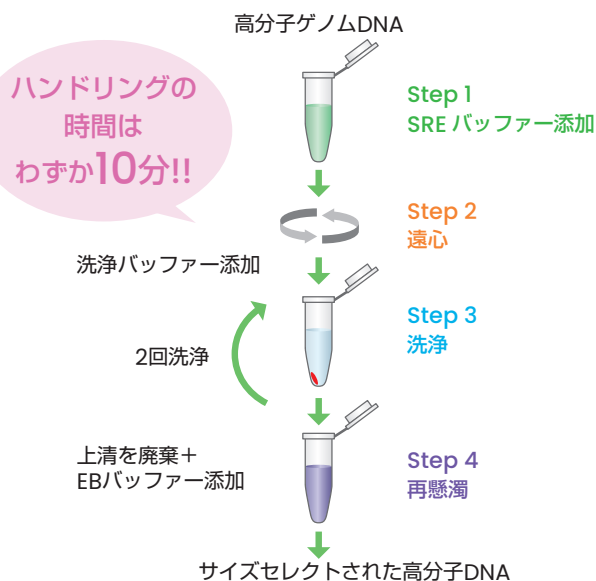 高分子ゲノムDNA
ハンドリングの
時間は
わずか10分!!
Step 1
SRE バッファー添加
Step 2
遠心
洗浄バッファー添加
Step 3
洗浄
2回洗浄
上清を廃棄＋
EBバッファー添加
Step 4
再懸濁
サイズセレクトされた高分子DNA